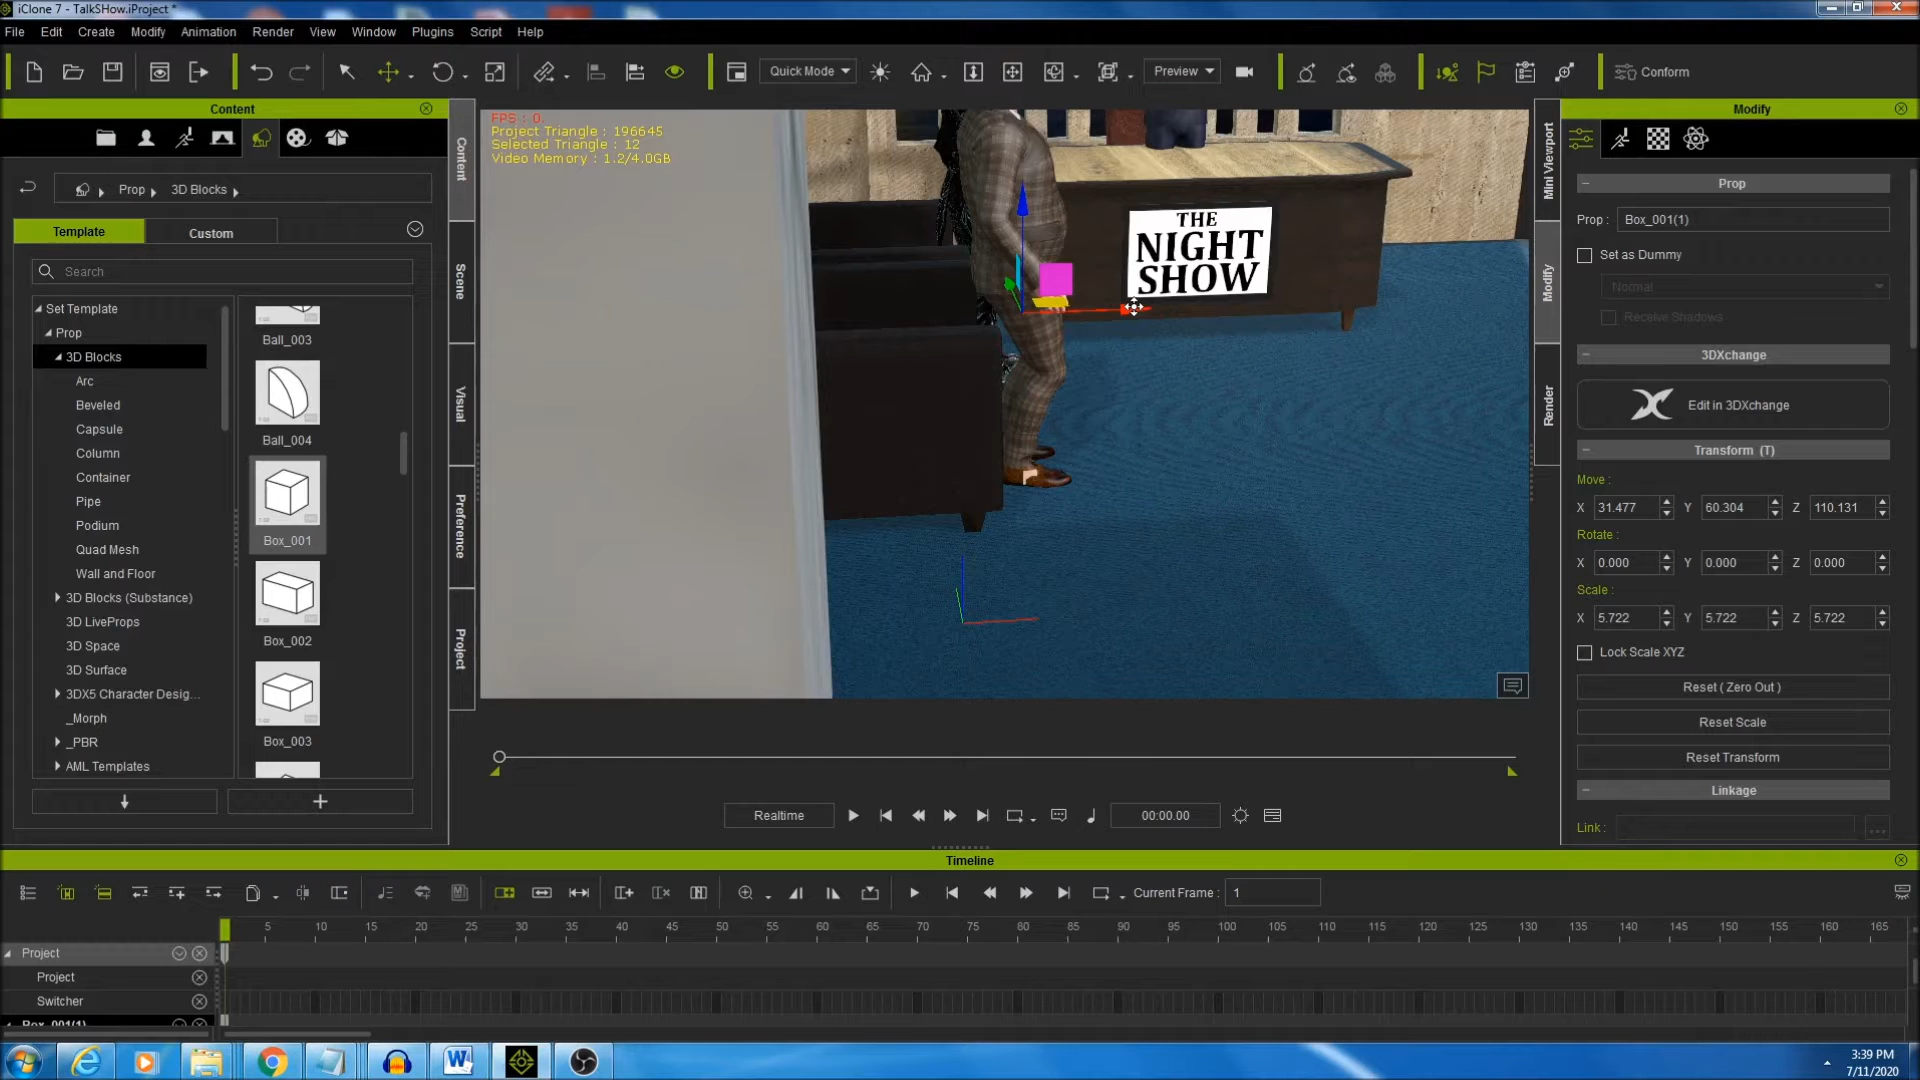 iClone 7 - TalkSHow.iProject *
File Edit Create Modify Animation Render View Window Plugins Script Help
Quick Mode
Preview
Conform
Content
Prop 3D Blocks
Template Custom
Search
Set Template
Prop
3D Blocks
Arc
Beveled
Capsule
Column
Container
Pipe
Podium
Quad Mesh
Wall and Floor
3D Blocks (Substance)
3D LiveProps
3D Space
3D Surface
3DX5 Character Desig...
_Morph
_PBR
AML Templates
Ball_003
Ball_004
Box_001
Box_002
Box_003
Content
Scene
Visual
Preference
Project
FPS : 0.
Project Triangle : 196645
Selected Triangle : 12
Video Memory : 1.2/4.0GB
THE
NIGHT
SHOW
Mini Viewport
Modify
Render
Modify
Prop
Prop : Box_001(1)
Set as Dummy
Normal
Receive Shadows
3DXchange
Edit in 3DXchange
Transform (T)
Move :
X 31.477 Y 60.304 Z 110.131
Rotate :
X 0.000 Y 0.000 Z 0.000
Scale :
X 5.722 Y 5.722 Z 5.722
Lock Scale XYZ
Reset ( Zero Out )
Reset Scale
Reset Transform
Linkage
Link :
Realtime
00:00.00
Timeline
Current Frame : 1
5 10 15 20 25 30 35 40 45 50 55 60 65 70 75 80 85 90 95 100 105 110 115 120 125 130 135 140 145 150 155 160 165
Project
Project
Switcher
Box_001(1)
3:39 PM
7/11/2020